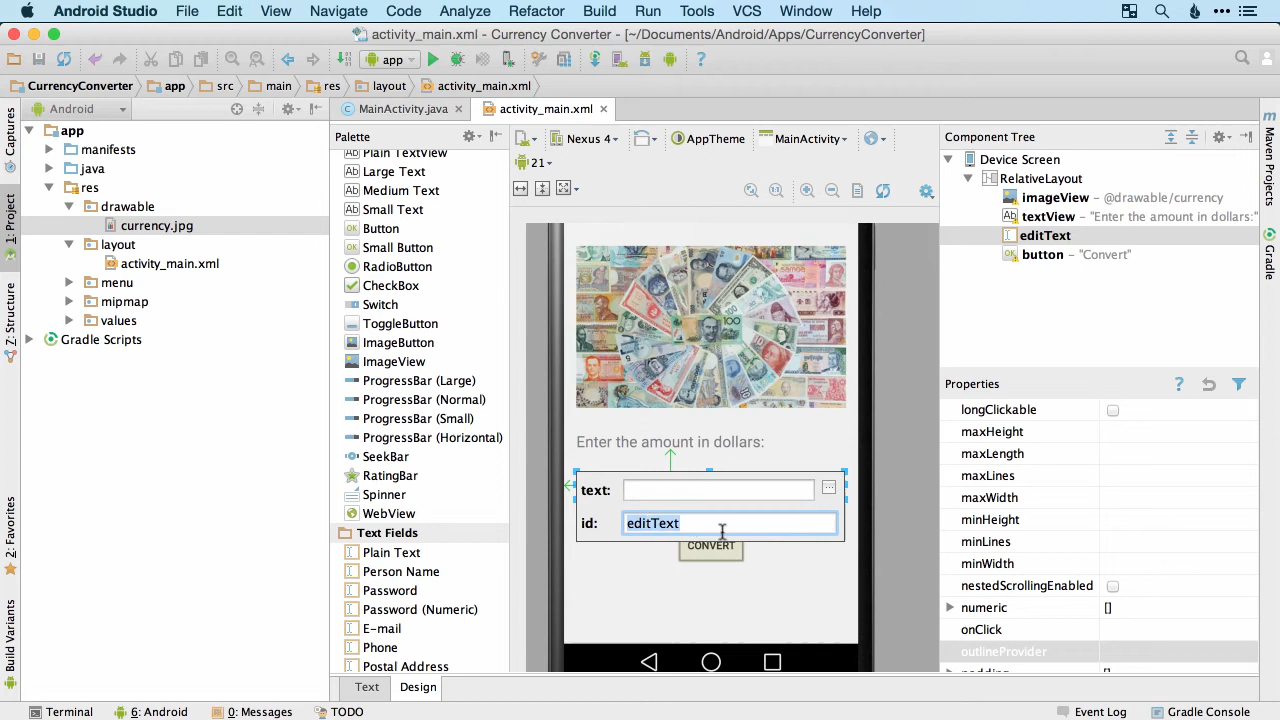 Android Studio File Edit View Navigate Code Analyze Refactor Build Run Tools VCS Window Help
activity_main.xml - Currency Converter - [~/Documents/Android/Apps/CurrencyConverter]
app
CurrencyConverter app src main res layout activity_main.xml
Android
MainActivity.java
activity_main.xml
1: Project
Captures
7: Structure
2: Favorites
Build Variants
app
manifests
java
res
drawable
currency.jpg
layout
activity_main.xml
menu
mipmap
values
Gradle Scripts
Palette
Plain TextView
Large Text
Medium Text
Small Text
Button
Small Button
RadioButton
CheckBox
Switch
ToggleButton
ImageButton
ImageView
ProgressBar (Large)
ProgressBar (Normal)
ProgressBar (Small)
ProgressBar (Horizontal)
SeekBar
RatingBar
Spinner
WebView
Text Fields
Plain Text
Person Name
Password
Password (Numeric)
E-mail
Phone
Postal Address
Nexus 4 AppTheme MainActivity
21
Enter the amount in dollars:
text:
id: editText
CONVERT
Component Tree
Device Screen
RelativeLayout
imageView – @drawable/currency
textView – "Enter the amount in dollars:"
editText
button – "Convert"
Properties
longClickable
maxHeight
maxLength
maxLines
maxWidth
minHeight
minLines
minWidth
nestedScrollingEnabled
numeric []
onClick
outlineProvider
padding []
Maven Projects
Gradle
Text Design
Terminal 6: Android 0: Messages TODO Event Log Gradle Console